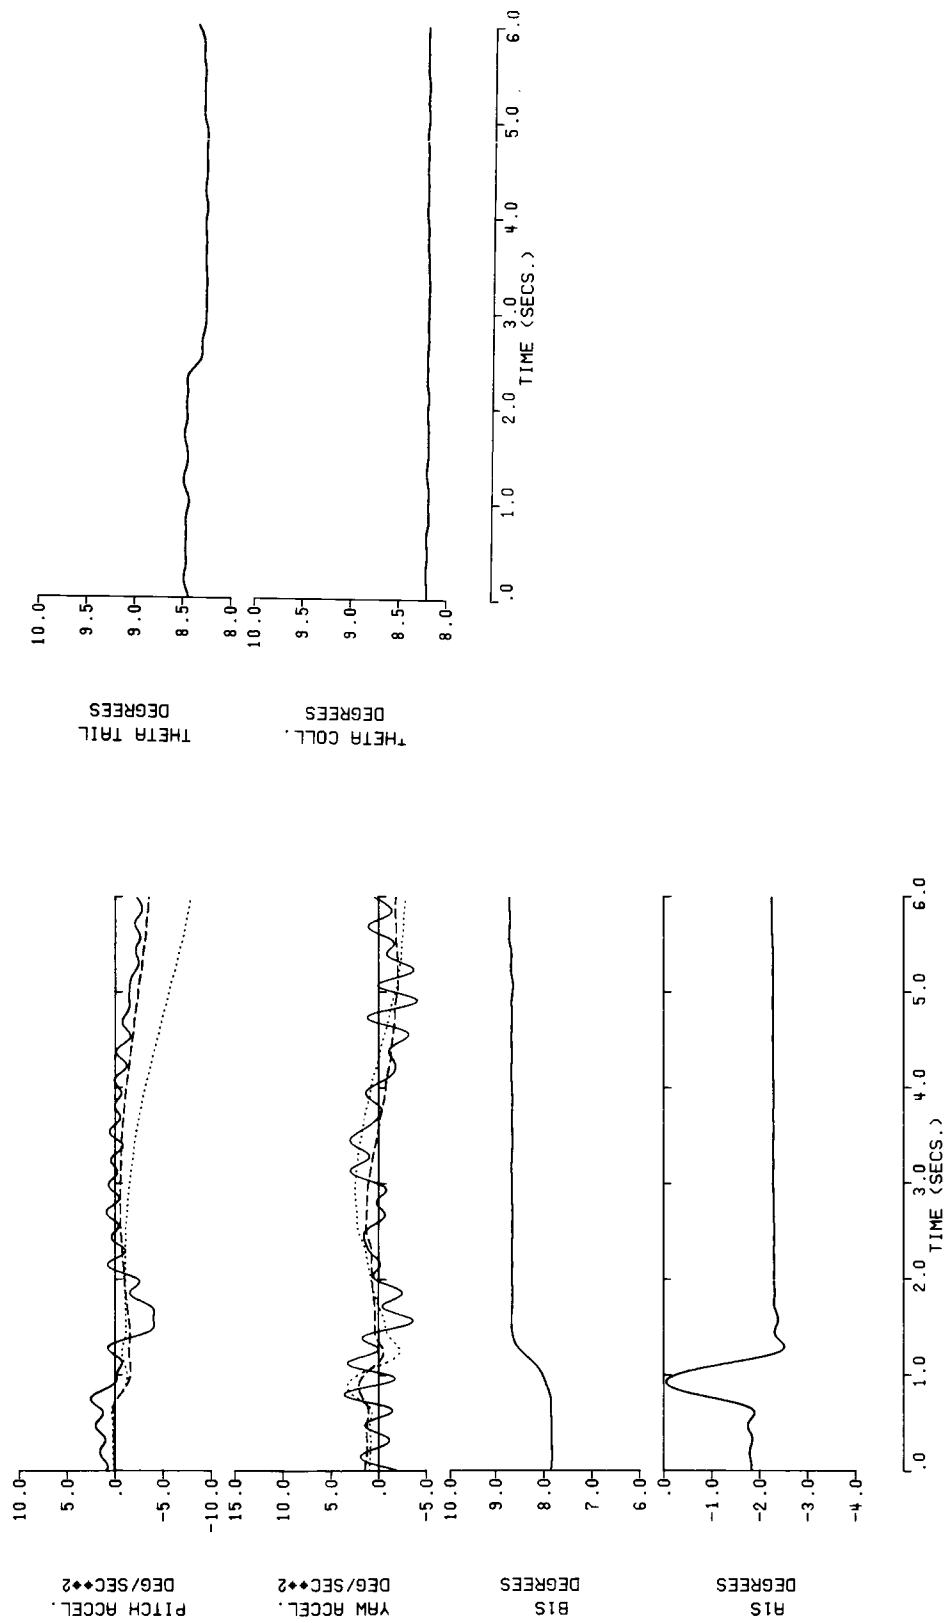 PITCH ACCEL.
DEG/SEC**2
10.0
5.0
.0
-5.0
-10.0
YAW ACCEL.
DEG/SEC**2
15.0
10.0
5.0
.0
-5.0
B1S
DEGREES
10.0
9.0
8.0
7.0
6.0
A1S
DEGREES
.0
-1.0
-2.0
-3.0
-4.0
.0 1.0 2.0 3.0 4.0 5.0 6.0
TIME (SECS.)
THETA TAIL
DEGREES
10.0
9.5
9.0
8.5
8.0
THETA COLL.
DEGREES
10.0
9.5
9.0
8.5
8.0
.0 1.0 2.0 3.0 4.0 5.0 6.0
TIME (SECS.)